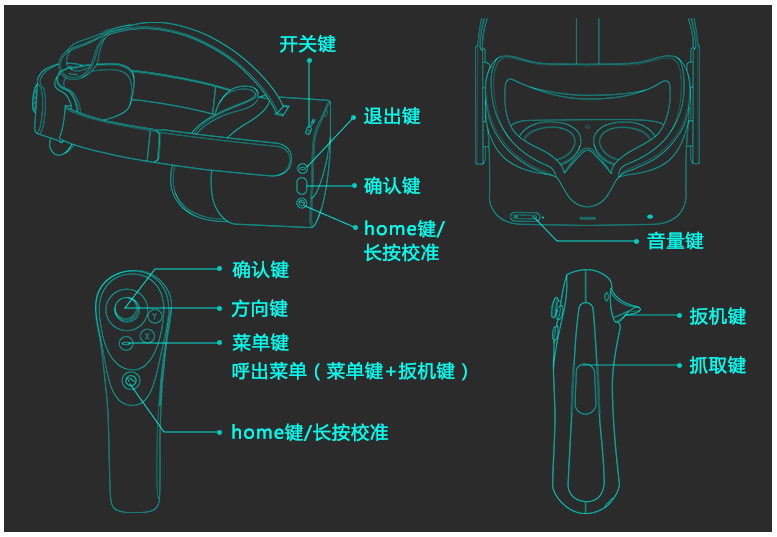 开关键
退出键
确认键
home键/
长按校准
音量键
确认键
方向键
Y
X
菜单键
呼出菜单（菜单键+扳机键）
home键/长按校准
扳机键
抓取键